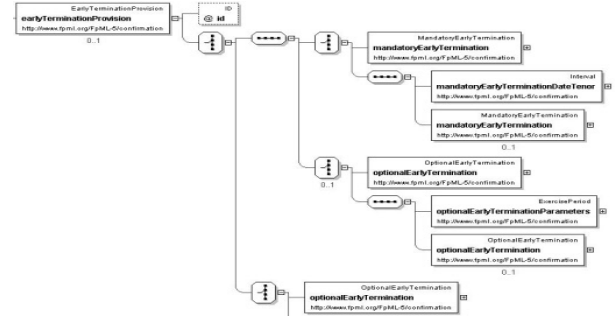 EarlyTerminationProvision
earlyTerminationProvision
http://www.fpml.org/FpML-5/confirmation
0..1
ID
@ id
MandatoryEarlyTermination
mandatoryEarlyTermination
http://www.fpml.org/FpML-5/confirmation
Interval
mandatoryEarlyTerminationDateTenor
http://www.fpml.org/FpML-5/confirmation
MandatoryEarlyTermination
mandatoryEarlyTermination
http://www.fpml.org/FpML-5/confirmation
0..1
0..1
OptionalEarlyTermination
optionalEarlyTermination
http://www.fpml.org/FpML-5/confirmation
ExercisePeriod
optionalEarlyTerminationParameters
http://www.fpml.org/FpML-5/confirmation
OptionalEarlyTermination
optionalEarlyTermination
http://www.fpml.org/FpML-5/confirmation
0..1
OptionalEarlyTermination
optionalEarlyTermination
http://www.fpml.org/FpML-5/confirmation